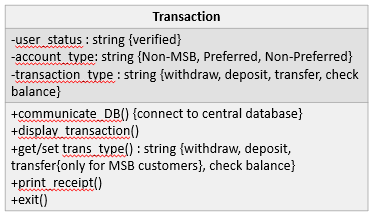 Transaction
-user_status : string {verified}
-account_type: string {Non-MSB, Preferred, Non-Preferred}
-transaction_type : string {withdraw, deposit, transfer, check
balance}
+communicate_DB() {connect to central database}
+display_transaction()
+get/set trans_type() : string {withdraw, deposit,
transfer{only for MSB customers}, check balance}
+print_receipt()
+exit()